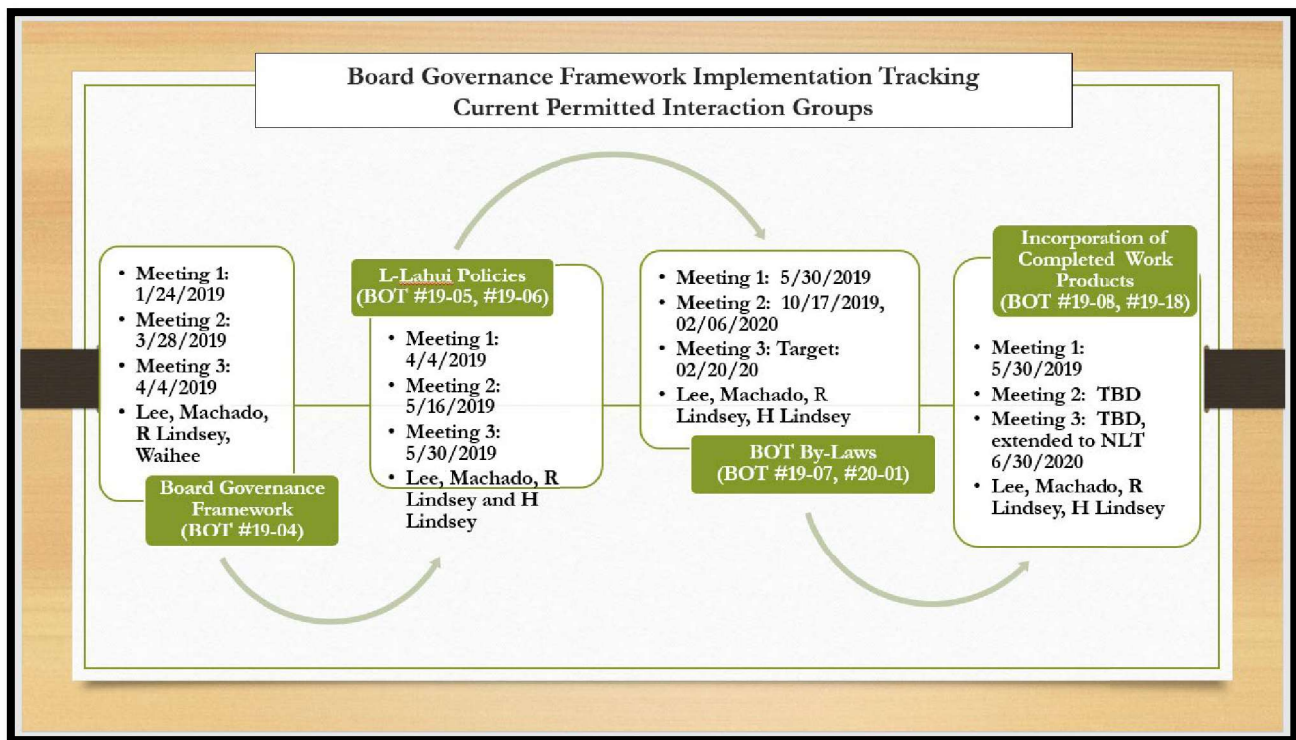 Board Governance Framework Implementation Tracking
Current Permitted Interaction Groups
• Meeting 1:
1/24/2019
• Meeting 2:
3/28/2019
• Meeting 3:
4/4/2019
• Lee, Machado,
R Lindsey,
Waihee
Board Governance
Framework
(BOT #19-04)
L-Lahui Policies
(BOT #19-05, #19-06)
• Meeting 1:
4/4/2019
• Meeting 2:
5/16/2019
• Meeting 3:
5/30/2019
• Lee, Machado, R
Lindsey and H
Lindsey
• Meeting 1: 5/30/2019
• Meeting 2: 10/17/2019,
02/06/2020
• Meeting 3: Target:
02/20/20
• Lee, Machado, R
Lindsey, H Lindsey
BOT By-Laws
(BOT #19-07, #20-01)
Incorporation of
Completed Work
Products
(BOT #19-08, #19-18)
• Meeting 1:
5/30/2019
• Meeting 2: TBD
• Meeting 3: TBD,
extended to NLT
6/30/2020
• Lee, Machado, R
Lindsey, H Lindsey